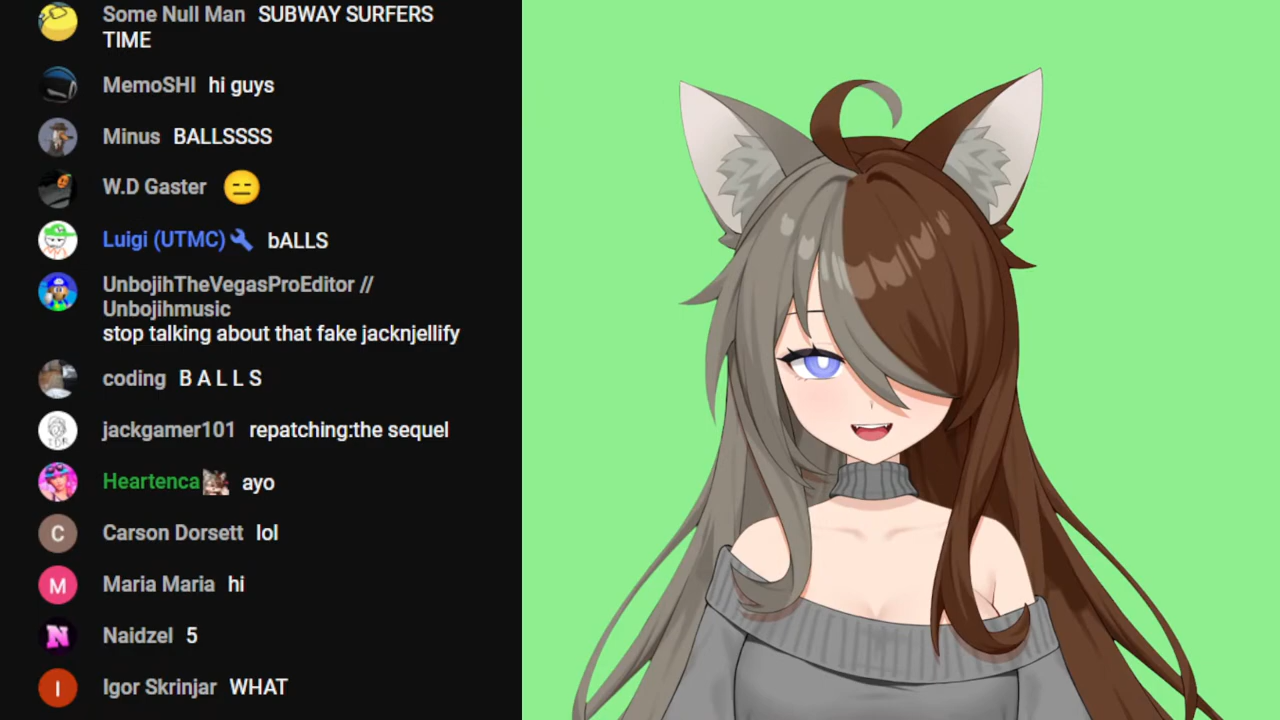 Some Null Man SUBWAY SURFERS
TIME
MemoSHI hi guys
Minus BALLSSSS
W.D Gaster 😑
Luigi (UTMC) bALLS
UnbojihTheVegasProEditor //
Unbojihmusic
stop talking about that fake jacknjellify
coding B A L L S
jackgamer101 repatching:the sequel
Heartenca ayo
C Carson Dorsett lol
M Maria Maria hi
N Naidzel 5
I Igor Skrinjar WHAT